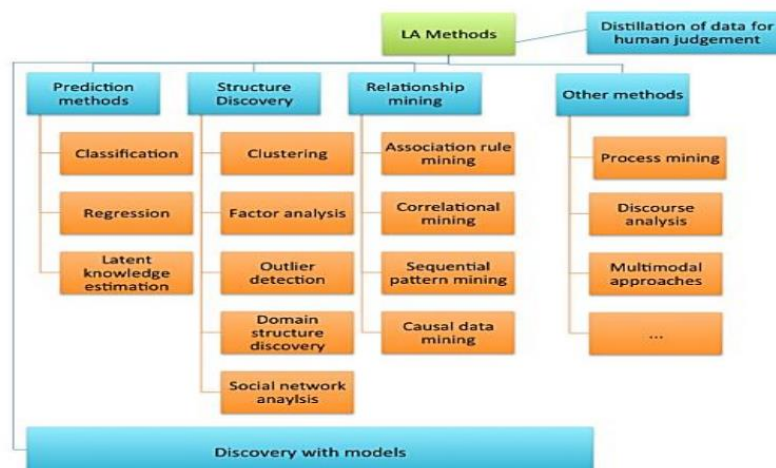 LA Methods
Distillation of data for
human judgement
Prediction
methods
Structure
Discovery
Relationship
mining
Other methods
Classification
Regression
Latent
knowledge
estimation
Clustering
Factor analysis
Outlier
detection
Domain
structure
discovery
Social network
anaylsis
Association rule
mining
Correlational
mining
Sequential
pattern mining
Causal data
mining
Process mining
Discourse
analysis
Multimodal
approaches
...
Discovery with models